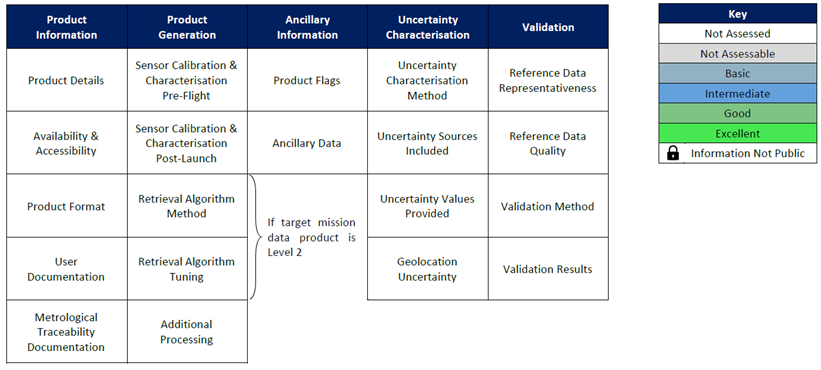 Product
Information
Product
Generation
Ancillary
Information
Uncertainty
Characterisation
Validation
Product Details
Sensor Calibration &
Characterisation
Pre-Flight
Product Flags
Uncertainty
Characterisation
Method
Reference Data
Representativeness
Availability &
Accessibility
Sensor Calibration &
Characterisation
Post-Launch
Ancillary Data
Uncertainty Sources
Included
Reference Data
Quality
Product Format
Retrieval Algorithm
Method
If target mission
data product is
Level 2
Uncertainty Values
Provided
Validation Method
User
Documentation
Retrieval Algorithm
Tuning
Geolocation
Uncertainty
Validation Results
Metrological
Traceability
Documentation
Additional
Processing
Key
Not Assessed
Not Assessable
Basic
Intermediate
Good
Excellent
Information Not Public